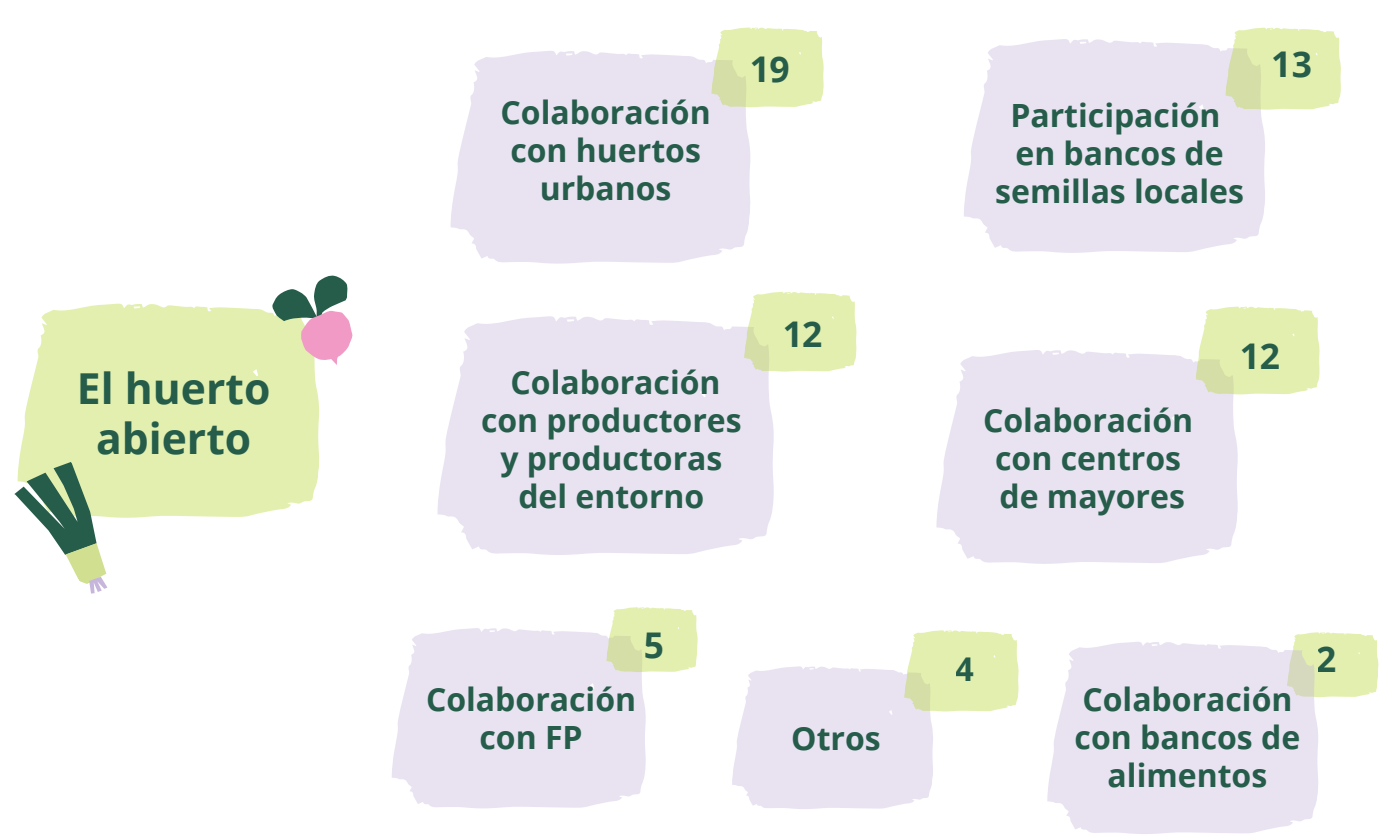 El huerto
abierto
19
Colaboración
con huertos
urbanos
13
Participación
en bancos de
semillas locales
12
Colaboración
con productores
y productoras
del entorno
12
Colaboración
con centros
de mayores
5
Colaboración
con FP
4
Otros
2
Colaboración
con bancos de
alimentos